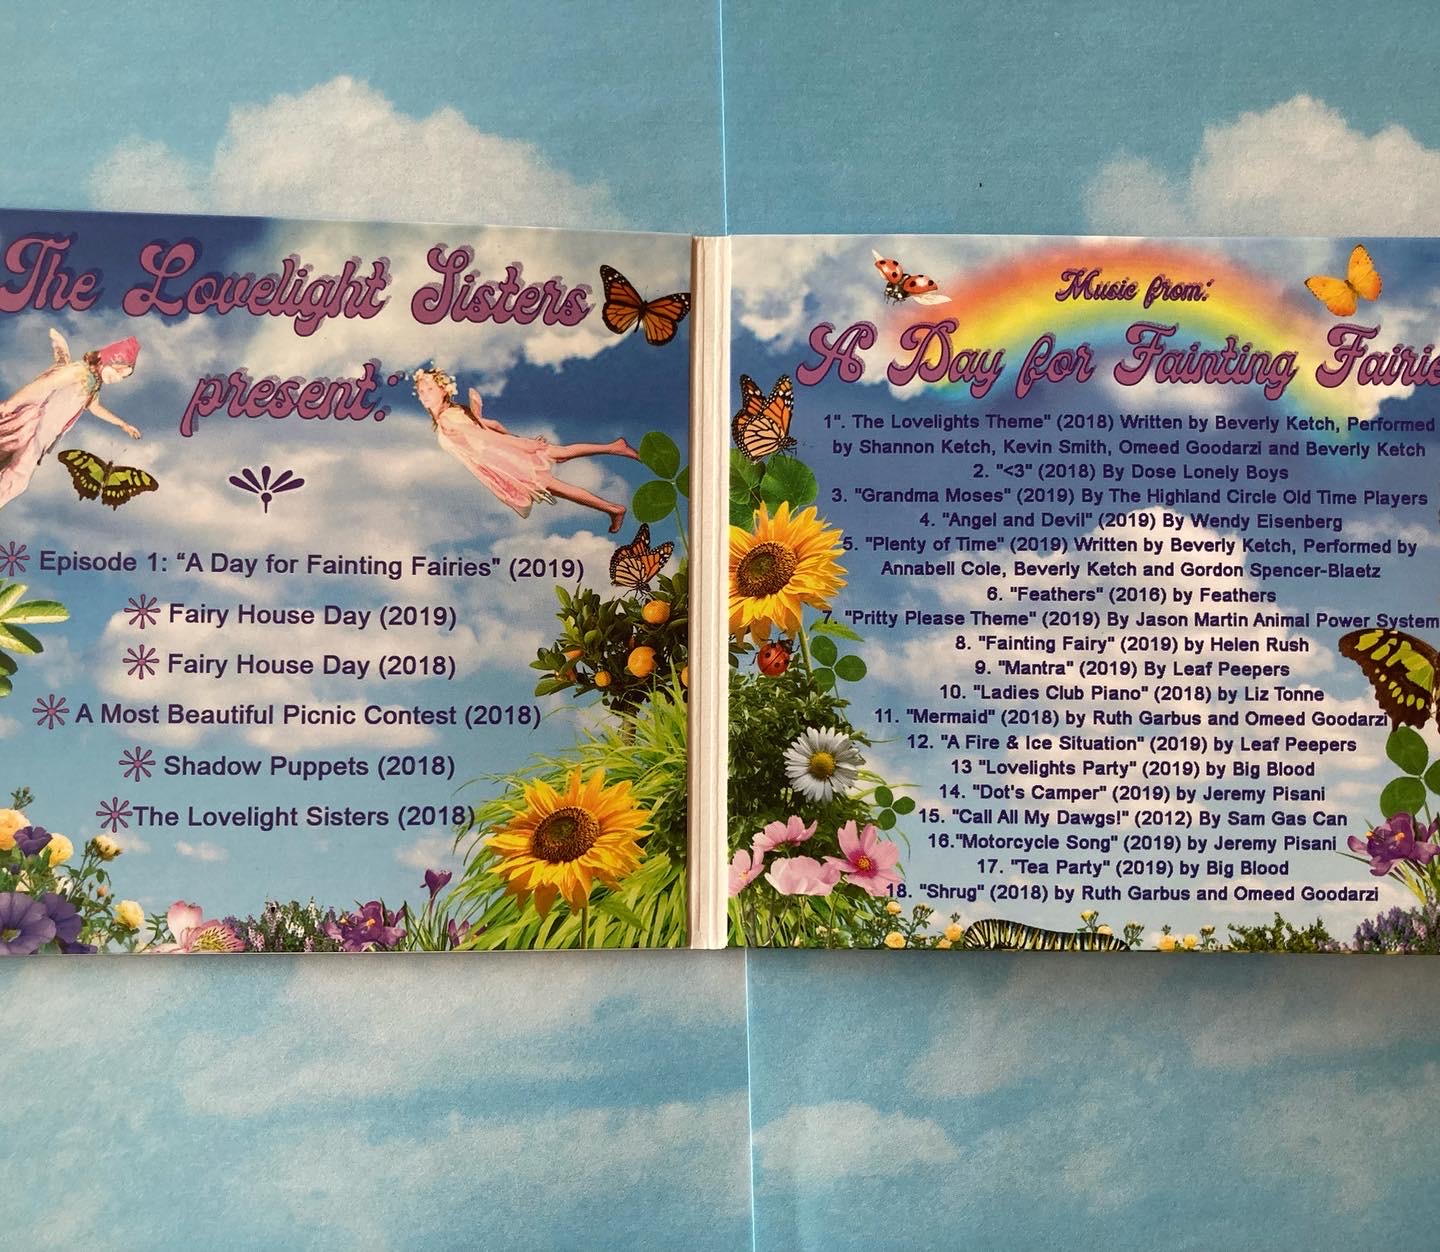 The Lovelight Sisters
present:
Episode 1: “A Day for Fainting Fairies" (2019)
Fairy House Day (2019)
Fairy House Day (2018)
A Most Beautiful Picnic Contest (2018)
Shadow Puppets (2018)
The Lovelight Sisters (2018)
Music from:
A Day for Fainting Fairie
1". The Lovelights Theme" (2018) Written by Beverly Ketch, Performed
by Shannon Ketch, Kevin Smith, Omeed Goodarzi and Beverly Ketch
2. "<3" (2018) By Dose Lonely Boys
3. "Grandma Moses" (2019) By The Highland Circle Old Time Players
4. "Angel and Devil" (2019) By Wendy Eisenberg
5. "Plenty of Time" (2019) Written by Beverly Ketch, Performed by
Annabell Cole, Beverly Ketch and Gordon Spencer-Blaetz
6. "Feathers" (2016) by Feathers
7. "Pritty Please Theme" (2019) By Jason Martin Animal Power System
8. "Fainting Fairy" (2019) by Helen Rush
9. "Mantra" (2019) By Leaf Peepers
10. "Ladies Club Piano" (2018) by Liz Tonne
11. "Mermaid" (2018) by Ruth Garbus and Omeed Goodarzi
12. "A Fire & Ice Situation" (2019) by Leaf Peepers
13 "Lovelights Party" (2019) by Big Blood
14. "Dot's Camper" (2019) by Jeremy Pisani
15. "Call All My Dawgs!" (2012) By Sam Gas Can
16."Motorcycle Song" (2019) by Jeremy Pisani
17. "Tea Party" (2019) by Big Blood
18. "Shrug" (2018) by Ruth Garbus and Omeed Goodarzi